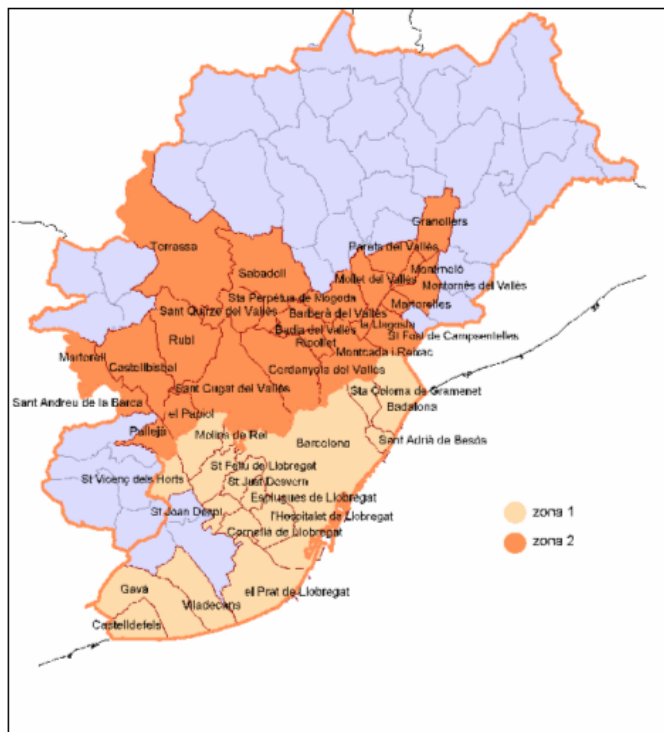 Granollers
Parets del Vallès
Terrassa
Montmeló
Sabadell
Mollet del Vallès
Montornès del Vallès
Sta Perpètua de Mogoda
Martorelles
Sant Quirze del Vallès
Barberà del Vallès
la Llagosta
Badia del Vallès
St Fost de Campsentelles
Rubí
Ripollet
Montcada i Reixac
Martorell
Castellbisbal
Cerdanyola del Vallès
Sant Cugat del Vallès
Sta Coloma de Gramenet
Sant Andreu de la Barca
Badalona
el Papiol
Pallejà
Molins de Rei
Barcelona
Sant Adrià de Besòs
St Feliu de Llobregat
St Vicenç dels Horts
St Just Desvern
Esplugues de Llobregat
St Joan Despí
l'Hospitalet de Llobregat
zona 1
Cornellà de Llobregat
zona 2
Gavà
el Prat de Llobregat
Viladecans
Castelldefels